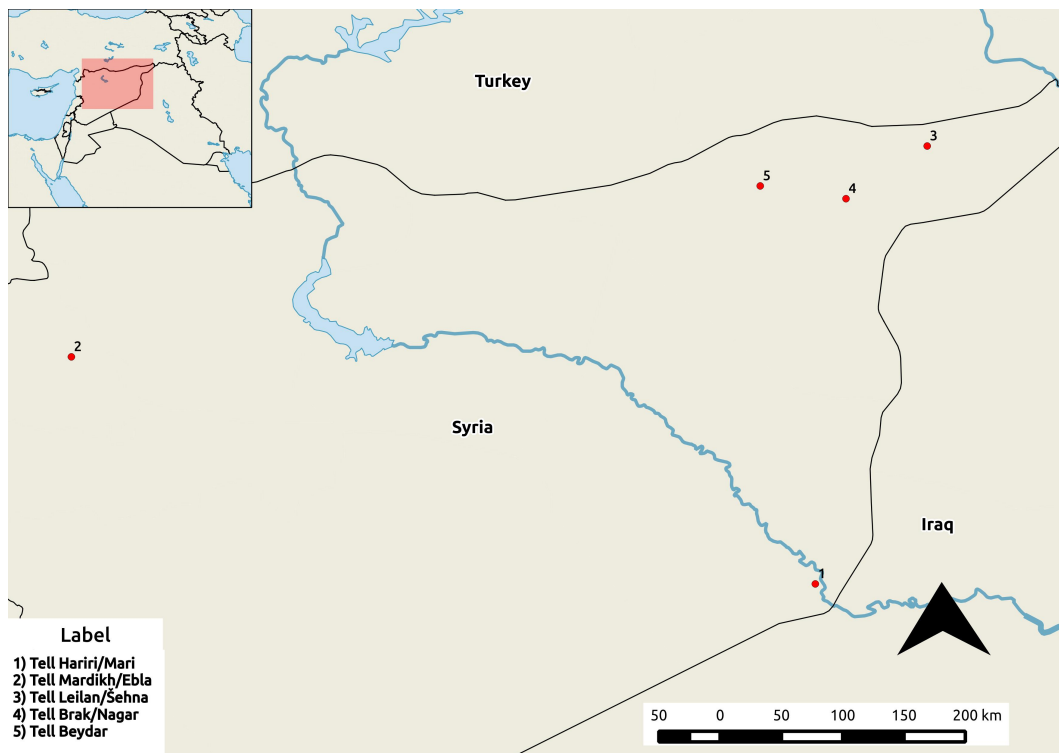 Turkey
3
5
4
2
Syria
Iraq
1
Label
1) Tell Hariri/Mari
2) Tell Mardikh/Ebla
3) Tell Leilan/Šehna
4) Tell Brak/Nagar
5) Tell Beydar
50 0 50 100 150 200 km